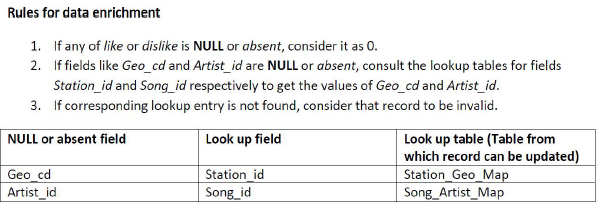 Rules for data enrichment
1. If any of like or dislike is NULL or absent, consider it as 0.
2. If fields like Geo_cd and Artist_id are NULL or absent, consult the lookup tables for fields
Station_id and Song_id respectively to get the values of Geo_cd and Artist_id.
3. If corresponding lookup entry is not found, consider that record to be invalid.
NULL or absent field Look up field Look up table (Table from
which record can be updated)
Geo_cd Station_id Station_Geo_Map
Artist_id Song_id Song_Artist_Map